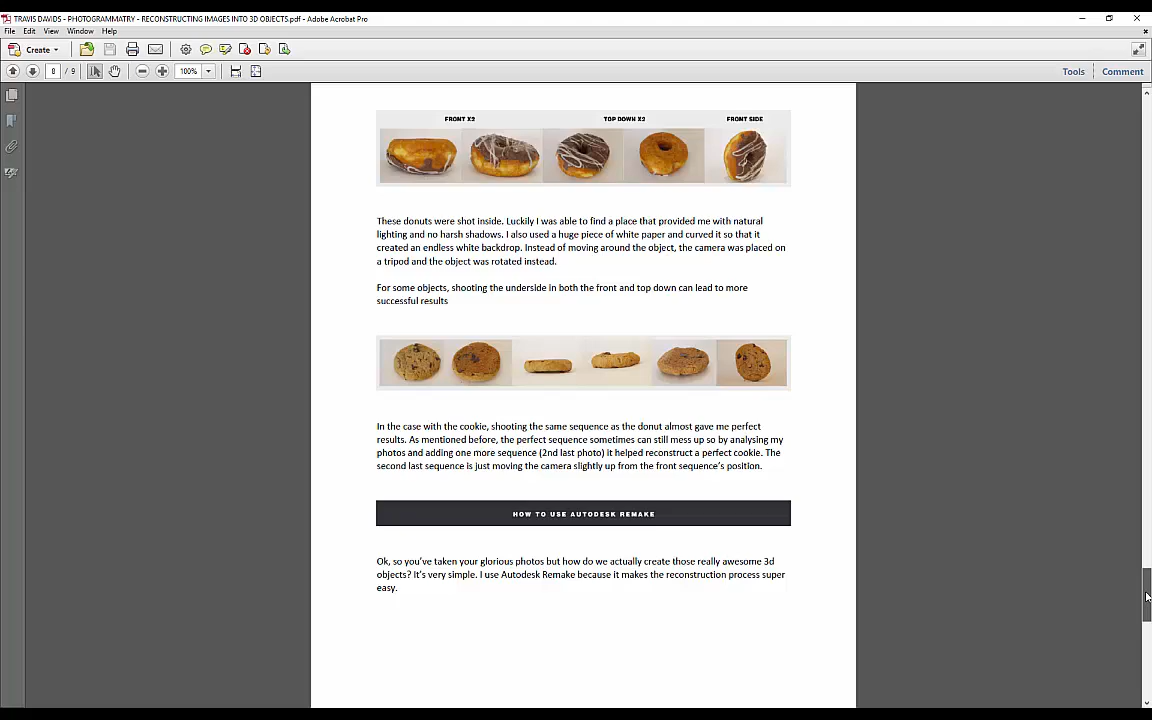 TRAVIS DAVIDS - PHOTOGRAMMATRY - RECONSTRUCTING IMAGES INTO 3D OBJECTS.pdf - Adobe Acrobat Pro
File Edit View Window Help
Create
8 / 9 100% Tools Comment
FRONT X2 TOP DOWN X2 FRONT SIDE
These donuts were shot inside. Luckily I was able to find a place that provided me with natural
lighting and no harsh shadows. I also used a huge piece of white paper and curved it so that it
created an endless white backdrop. Instead of moving around the object, the camera was placed on
a tripod and the object was rotated instead.
For some objects, shooting the underside in both the front and top down can lead to more
successful results
In the case with the cookie, shooting the same sequence as the donut almost gave me perfect
results. As mentioned before, the perfect sequence sometimes can still mess up so by analysing my
photos and adding one more sequence (2nd last photo) it helped reconstruct a perfect cookie. The
second last sequence is just moving the camera slightly up from the front sequence's position.
HOW TO USE AUTODESK REMAKE
Ok, so you've taken your glorious photos but how do we actually create those really awesome 3d
objects? It's very simple. I use Autodesk Remake because it makes the reconstruction process super
easy.